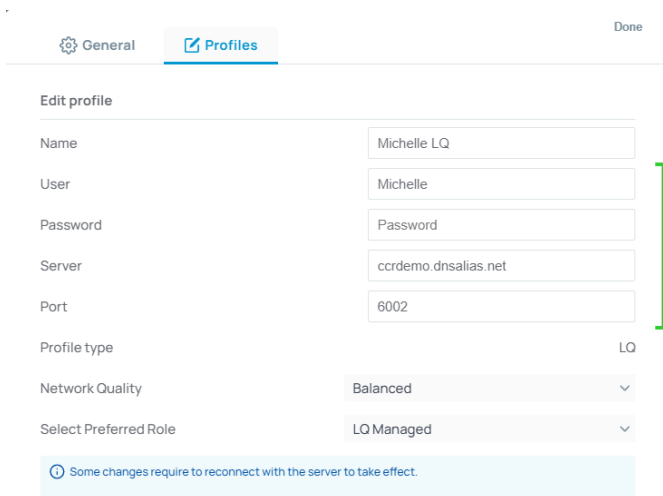 Done
General Profiles
Edit profile
Name Michelle LQ
User Michelle
Password Password
Server ccrdemo.dnsalias.net
Port 6002
Profile type LQ
Network Quality Balanced
Select Preferred Role LQ Managed
Some changes require to reconnect with the server to take effect.